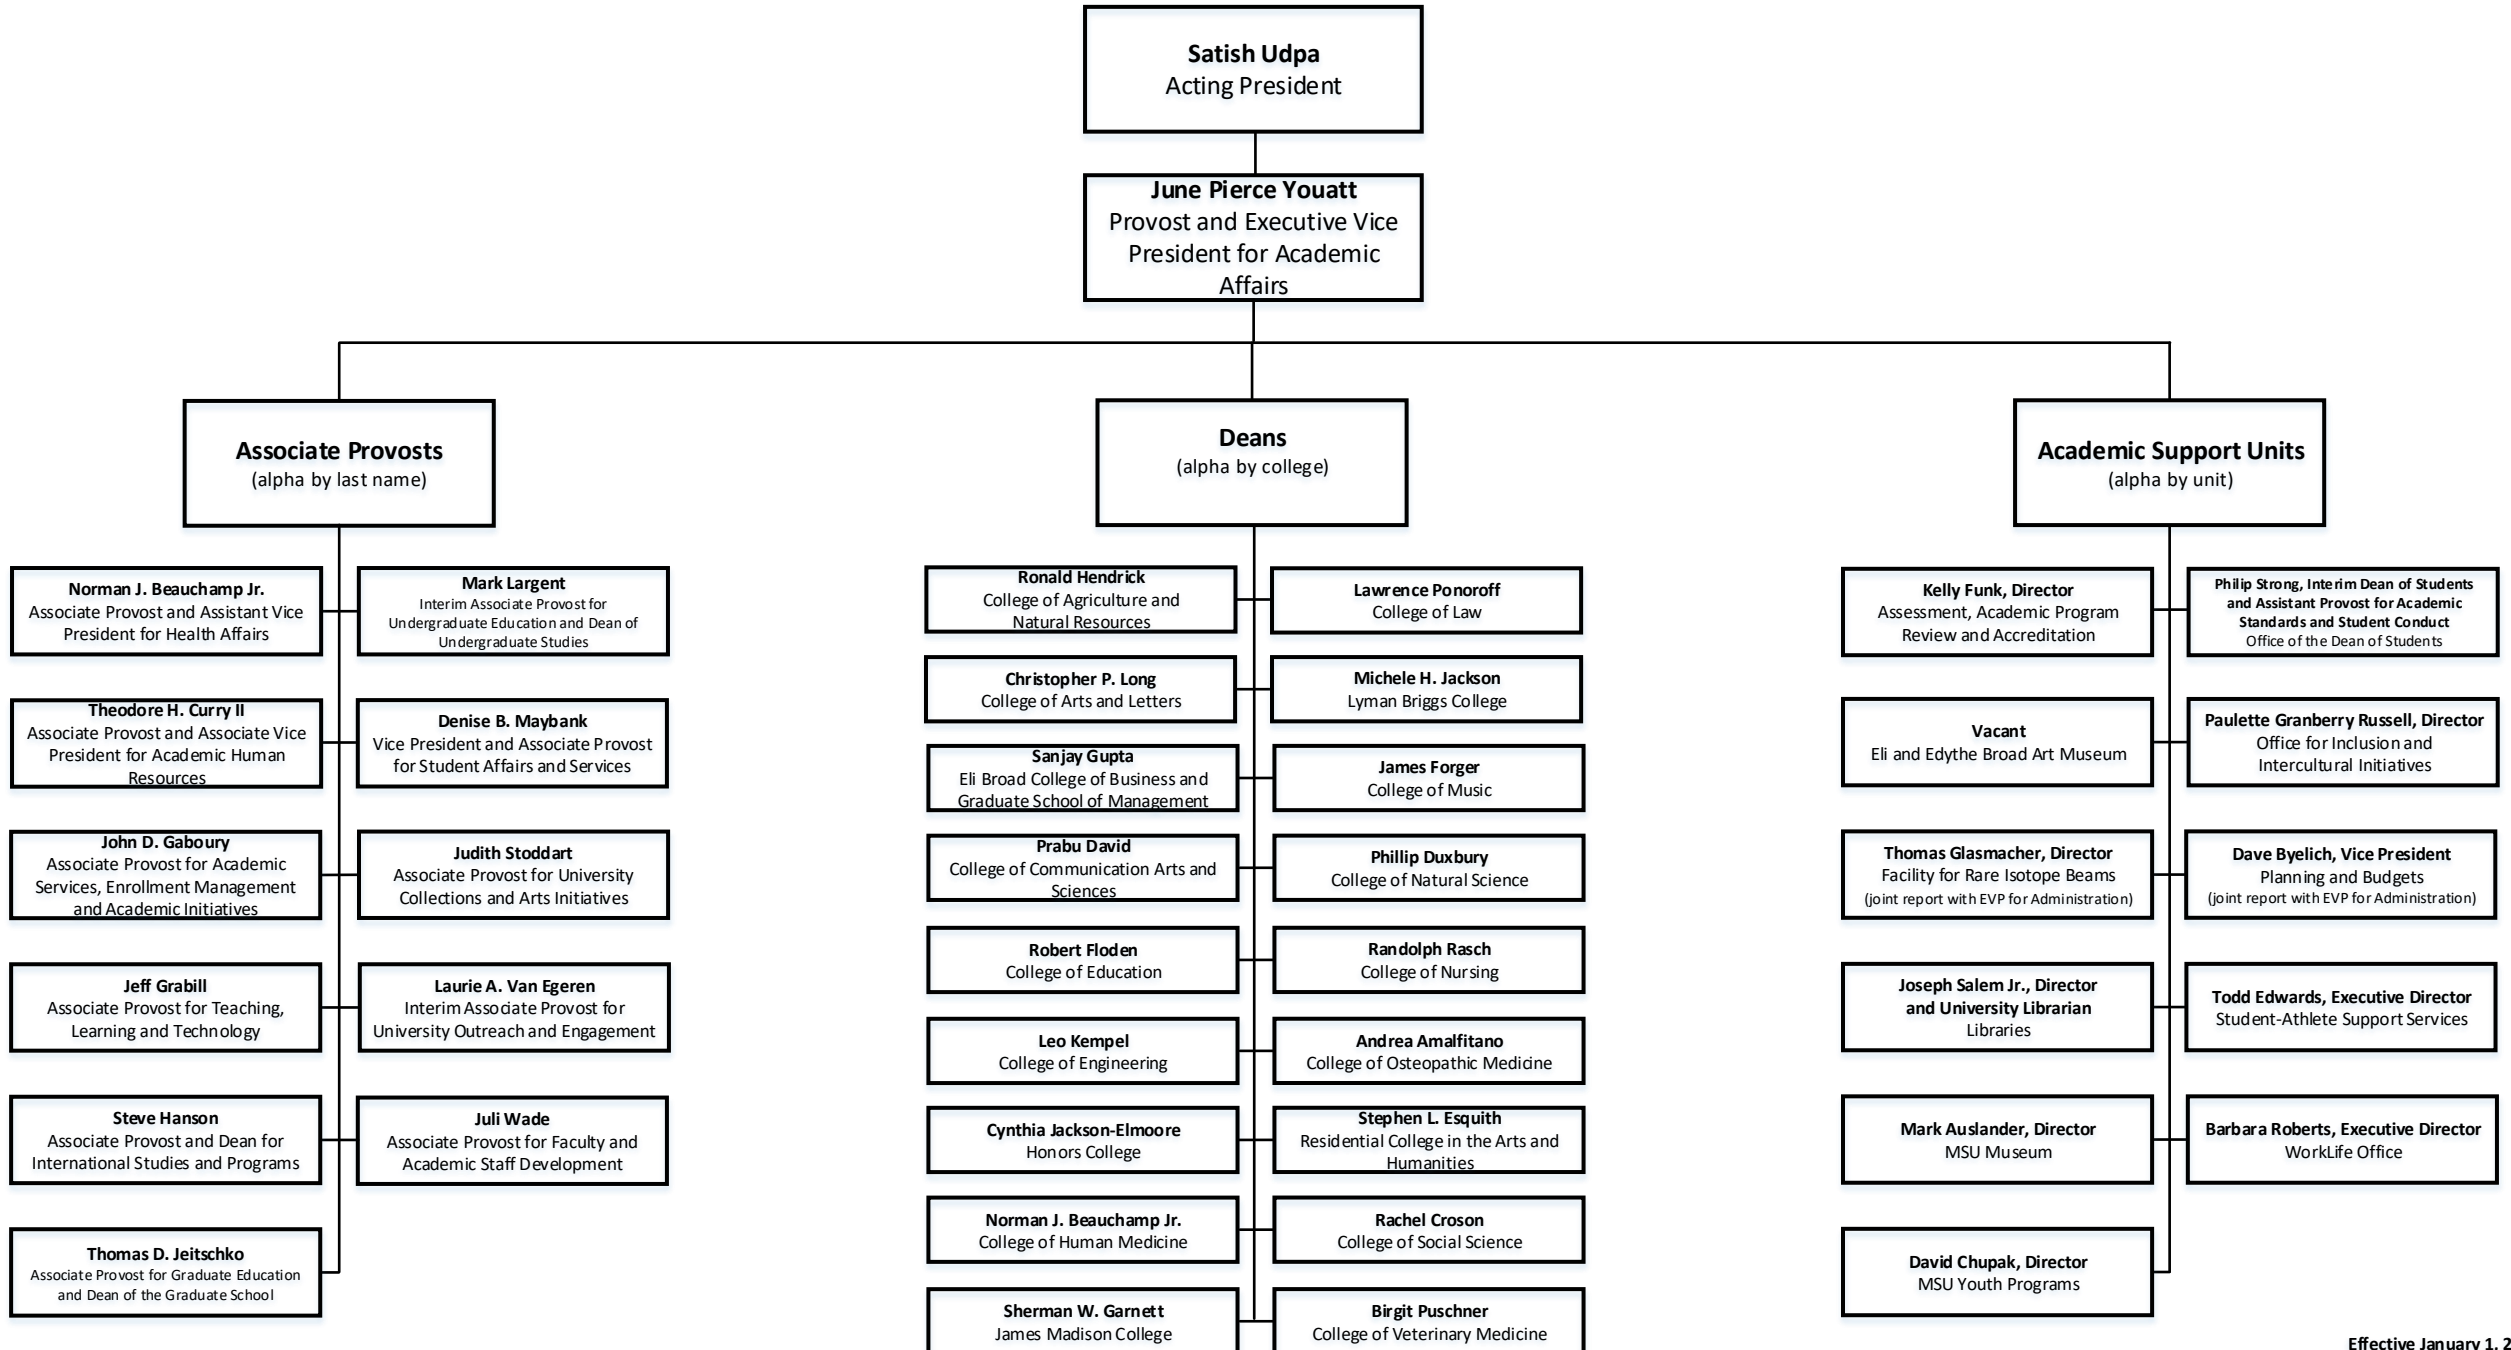 Satish Udpa
Acting President
June Pierce Youatt
Provost and Executive Vice
President for Academic
Affairs
Associate Provosts
(alpha by last name)
Norman J. Beauchamp Jr.
Associate Provost and Assistant Vice
President for Health Affairs
Mark Largent
Interim Associate Provost for
Undergraduate Education and Dean of
Undergraduate Studies
Theodore H. Curry II
Associate Provost and Associate Vice
President for Academic Human
Resources
Denise B. Maybank
Vice President and Associate Provost
for Student Affairs and Services
John D. Gaboury
Associate Provost for Academic
Services, Enrollment Management
and Academic Initiatives
Judith Stoddart
Associate Provost for University
Collections and Arts Initiatives
Jeff Grabill
Associate Provost for Teaching,
Learning and Technology
Laurie A. Van Egeren
Interim Associate Provost for
University Outreach and Engagement
Steve Hanson
Associate Provost and Dean for
International Studies and Programs
Juli Wade
Associate Provost for Faculty and
Academic Staff Development
Thomas D. Jeitschko
Associate Provost for Graduate Education
and Dean of the Graduate School
Deans
(alpha by college)
Ronald Hendrick
College of Agriculture and
Natural Resources
Lawrence Ponoroff
College of Law
Christopher P. Long
College of Arts and Letters
Michele H. Jackson
Lyman Briggs College
Sanjay Gupta
Eli Broad College of Business and
Graduate School of Management
James Forger
College of Music
Prabu David
College of Communication Arts and
Sciences
Phillip Duxbury
College of Natural Science
Robert Floden
College of Education
Randolph Rasch
College of Nursing
Leo Kempel
College of Engineering
Andrea Amalfitano
College of Osteopathic Medicine
Cynthia Jackson-Elmoore
Honors College
Stephen L. Esquith
Residential College in the Arts and
Humanities
Norman J. Beauchamp Jr.
College of Human Medicine
Rachel Croson
College of Social Science
Sherman W. Garnett
James Madison College
Birgit Puschner
College of Veterinary Medicine
Academic Support Units
(alpha by unit)
Kelly Funk, Director
Assessment, Academic Program
Review and Accreditation
Philip Strong, Interim Dean of Students
and Assistant Provost for Academic
Standards and Student Conduct
Office of the Dean of Students
Vacant
Eli and Edythe Broad Art Museum
Paulette Granberry Russell, Director
Office for Inclusion and
Intercultural Initiatives
Thomas Glasmacher, Director
Facility for Rare Isotope Beams
(joint report with EVP for Administration)
Dave Byelich, Vice President
Planning and Budgets
(joint report with EVP for Administration)
Joseph Salem Jr., Director
and University Librarian
Libraries
Todd Edwards, Executive Director
Student-Athlete Support Services
Mark Auslander, Director
MSU Museum
Barbara Roberts, Executive Director
WorkLife Office
David Chupak, Director
MSU Youth Programs
Effective January 1, 2